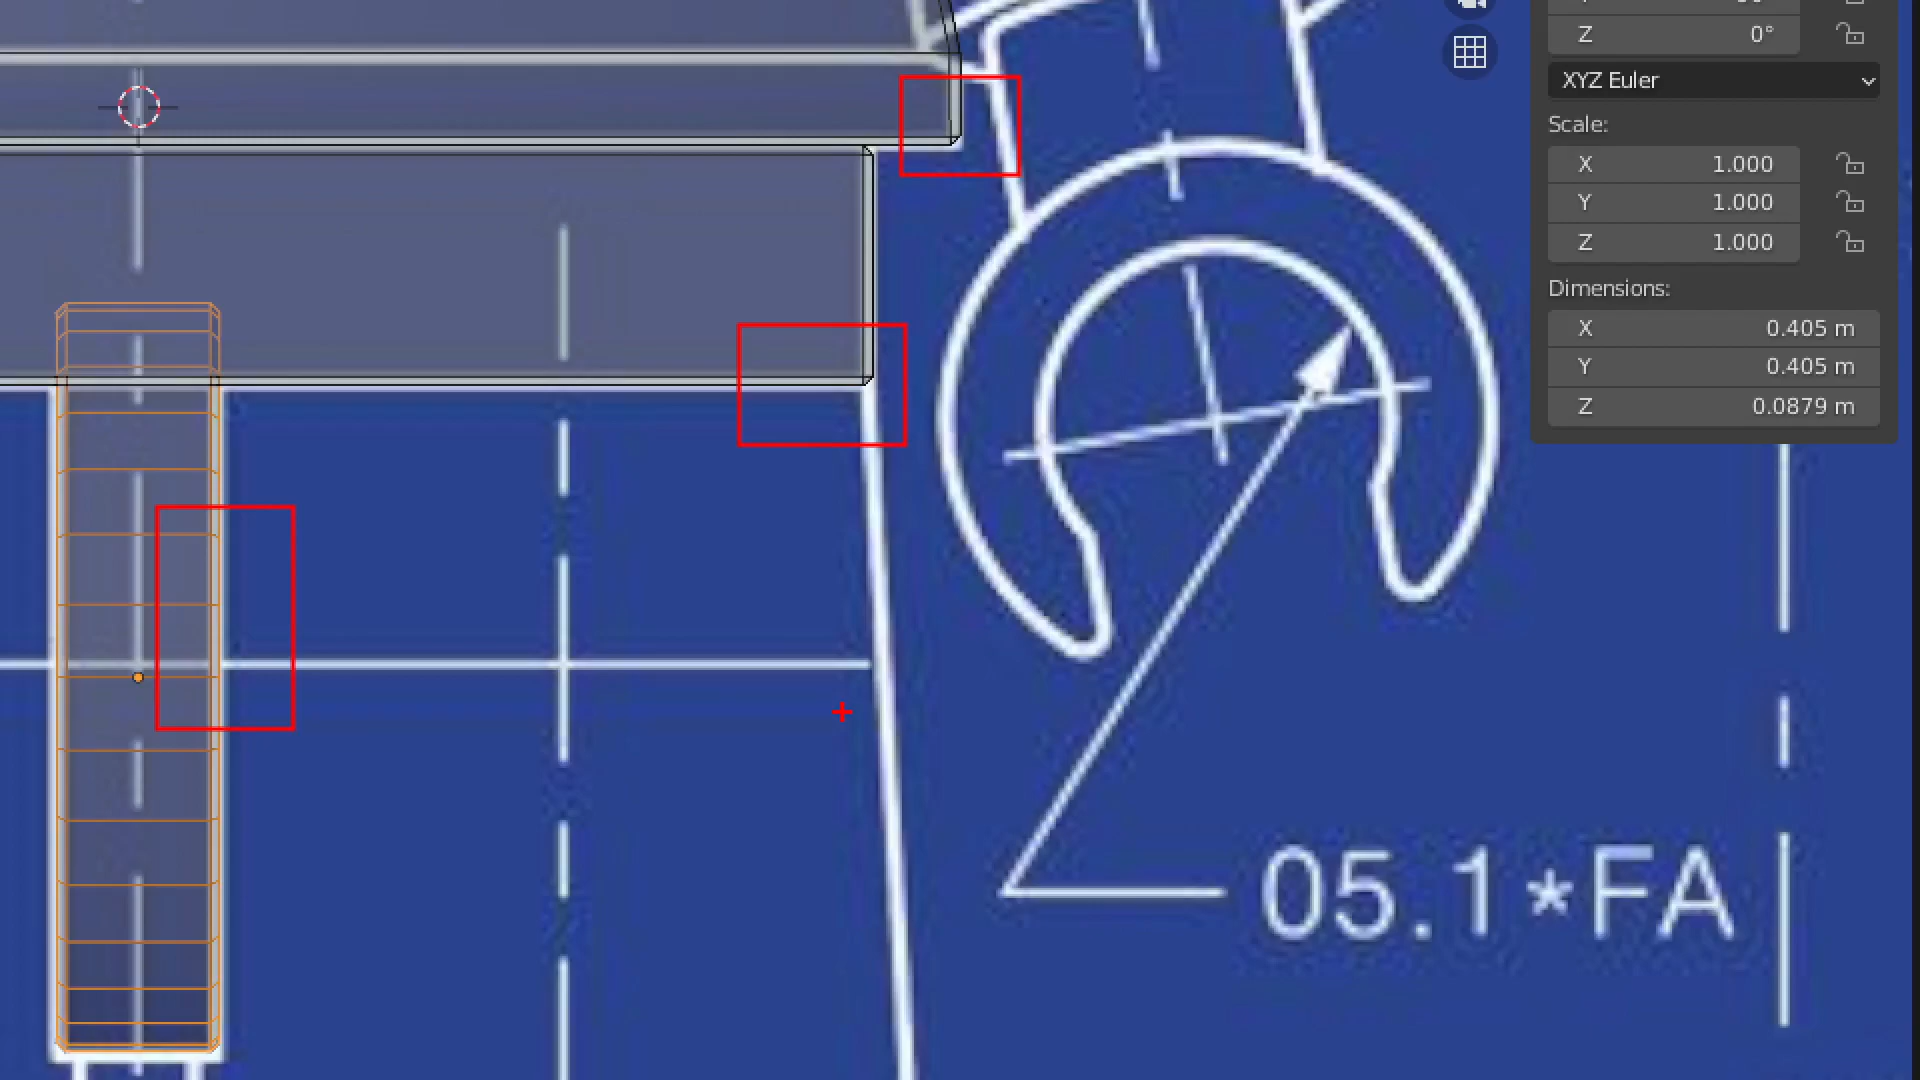 Z 0°
XYZ Euler
Scale:
X 1.000
Y 1.000
Z 1.000
Dimensions:
X 0.405 m
Y 0.405 m
Z 0.0879 m
05.1*FA